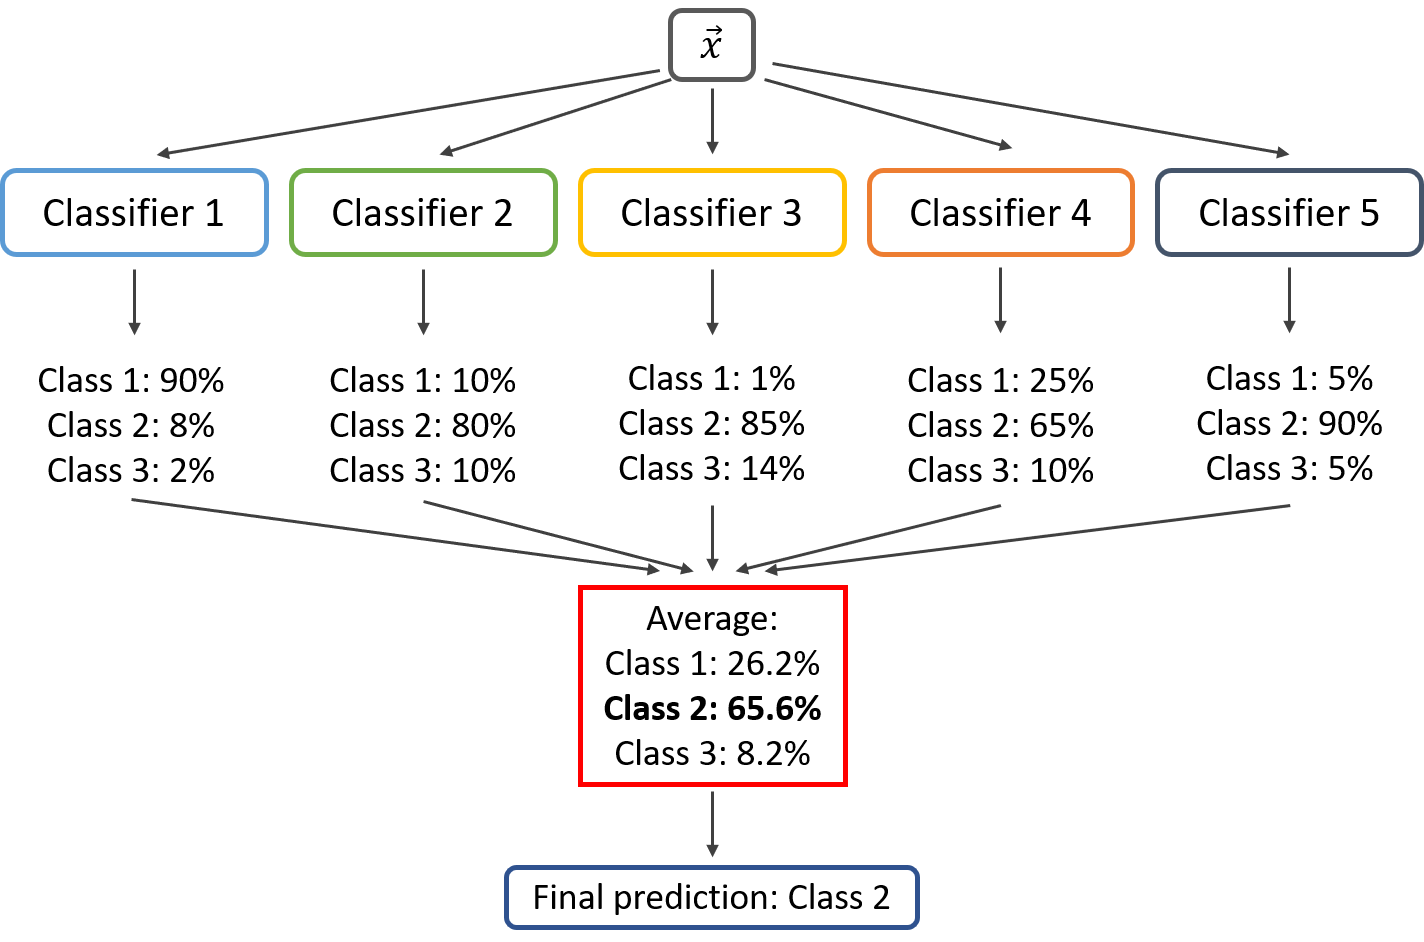 x⃗
Classifier 1
Classifier 2
Classifier 3
Classifier 4
Classifier 5
Class 1: 90%
Class 2: 8%
Class 3: 2%
Class 1: 10%
Class 2: 80%
Class 3: 10%
Class 1: 1%
Class 2: 85%
Class 3: 14%
Class 1: 25%
Class 2: 65%
Class 3: 10%
Class 1: 5%
Class 2: 90%
Class 3: 5%
Average:
Class 1: 26.2%
Class 2: 65.6%
Class 3: 8.2%
Final prediction: Class 2